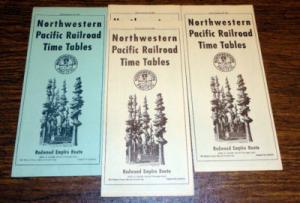 Northwestern
Pacific Railroad
Time Tables
Redwood Empire Route
Northwestern
Pacific Railroad
Time Tables
Redwood Empire Route
Northwestern
Pacific Railroad
Time Tables
Redwood Empire Route